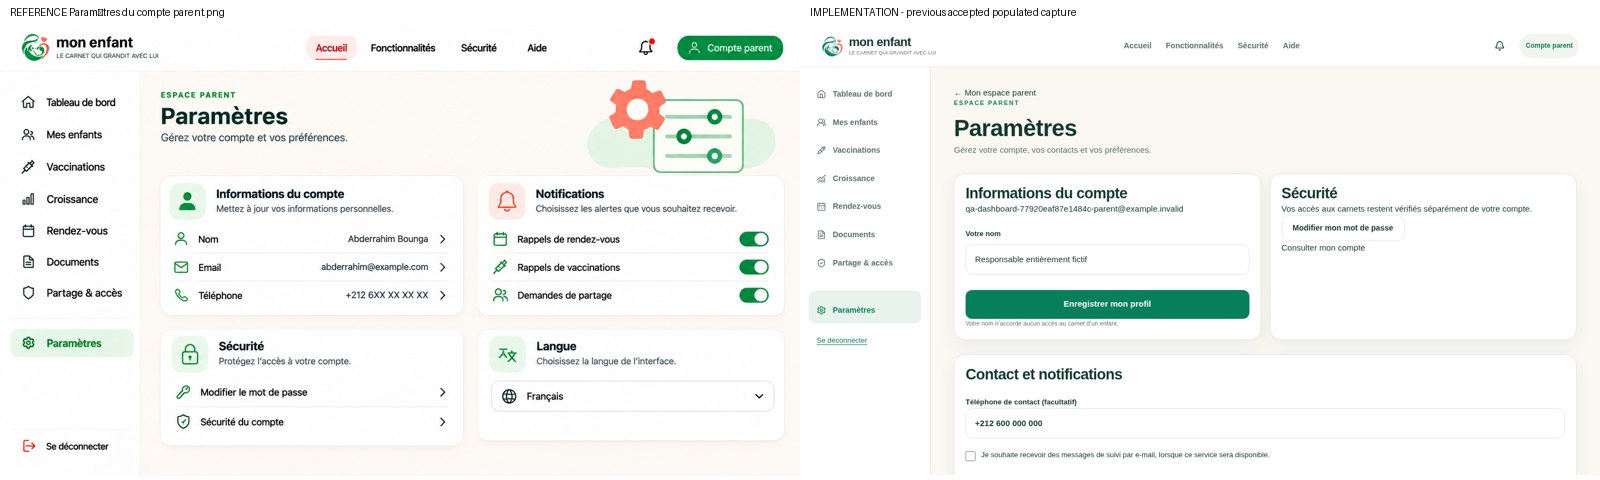 REFERENCE Param□tres du compte parent.png
mon enfant
LE CARNET QUI GRANDIT AVEC LUI
Accueil
Fonctionnalités
Sécurité
Aide
Compte parent
Tableau de bord
Mes enfants
Vaccinations
Croissance
Rendez-vous
Documents
Partage & accès
Paramètres
Se déconnecter
ESPACE PARENT
Paramètres
Gérez votre compte et vos préférences.
Informations du compte
Mettez à jour vos informations personnelles.
Nom
Abderrahim Bounga
Email
abderrahim@example.com
Téléphone
+212 6XX XX XX XX
Notifications
Choisissez les alertes que vous souhaitez recevoir.
Rappels de rendez-vous
Rappels de vaccinations
Demandes de partage
Sécurité
Protégez l'accès à votre compte.
Modifier le mot de passe
Sécurité du compte
Langue
Choisissez la langue de l'interface.
Français
IMPLEMENTATION - previous accepted populated capture
mon enfant
LE CARNET QUI GRANDIT AVEC LUI
Accueil
Fonctionnalités
Sécurité
Aide
Compte parent
Tableau de bord
Mes enfants
Vaccinations
Croissance
Rendez-vous
Documents
Partage & accès
Paramètres
Se déconnecter
← Mon espace parent
ESPACE PARENT
Paramètres
Gérez votre compte, vos contacts et vos préférences.
Informations du compte
qa-dashboard-77920eaf87e1484c-parent@example.invalid
Votre nom
Responsable entièrement fictif
Enregistrer mon profil
Votre nom n'accorde aucun accès au carnet d'un enfant.
Sécurité
Vos accès aux carnets restent vérifiés séparément de votre compte.
Modifier mon mot de passe
Consulter mon compte
Contact et notifications
Téléphone de contact (facultatif)
+212 600 000 000
Je souhaite recevoir des messages de suivi par e-mail, lorsque ce service sera disponible.